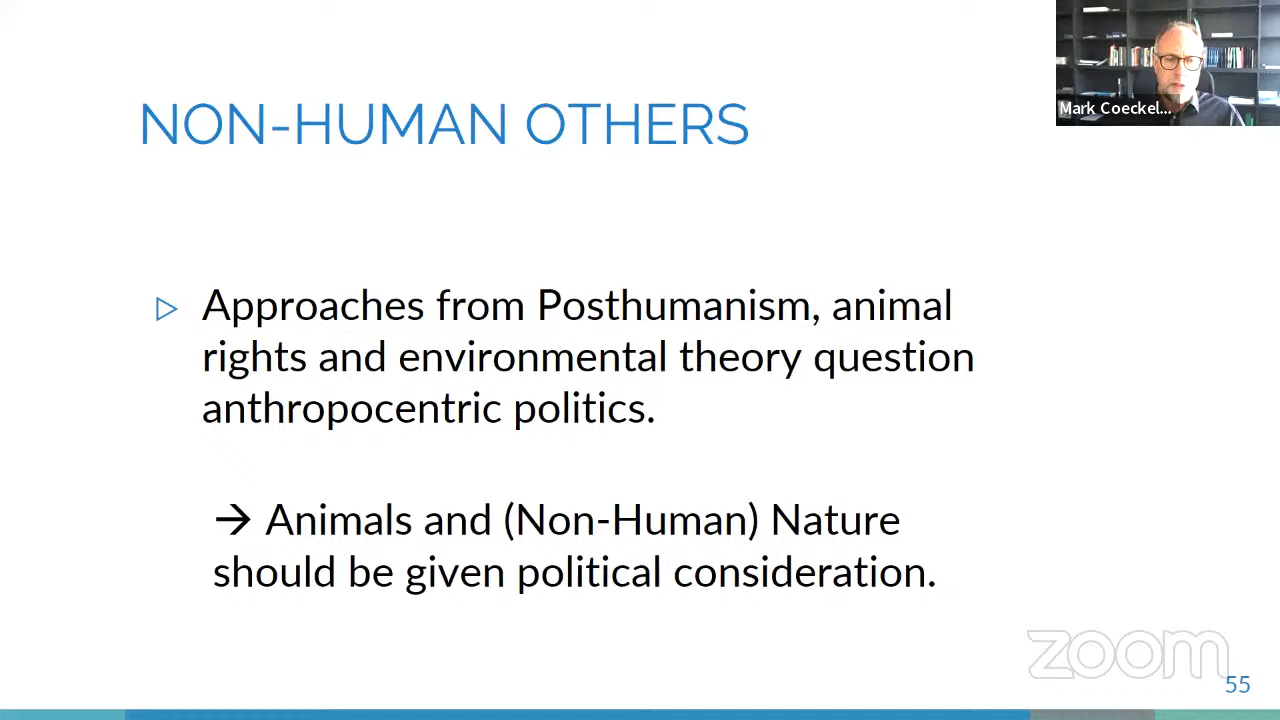 Mark Coeckel...
NON-HUMAN OTHERS
▷ Approaches from Posthumanism, animal
rights and environmental theory question
anthropocentric politics.
→ Animals and (Non-Human) Nature
should be given political consideration.
zoom
55